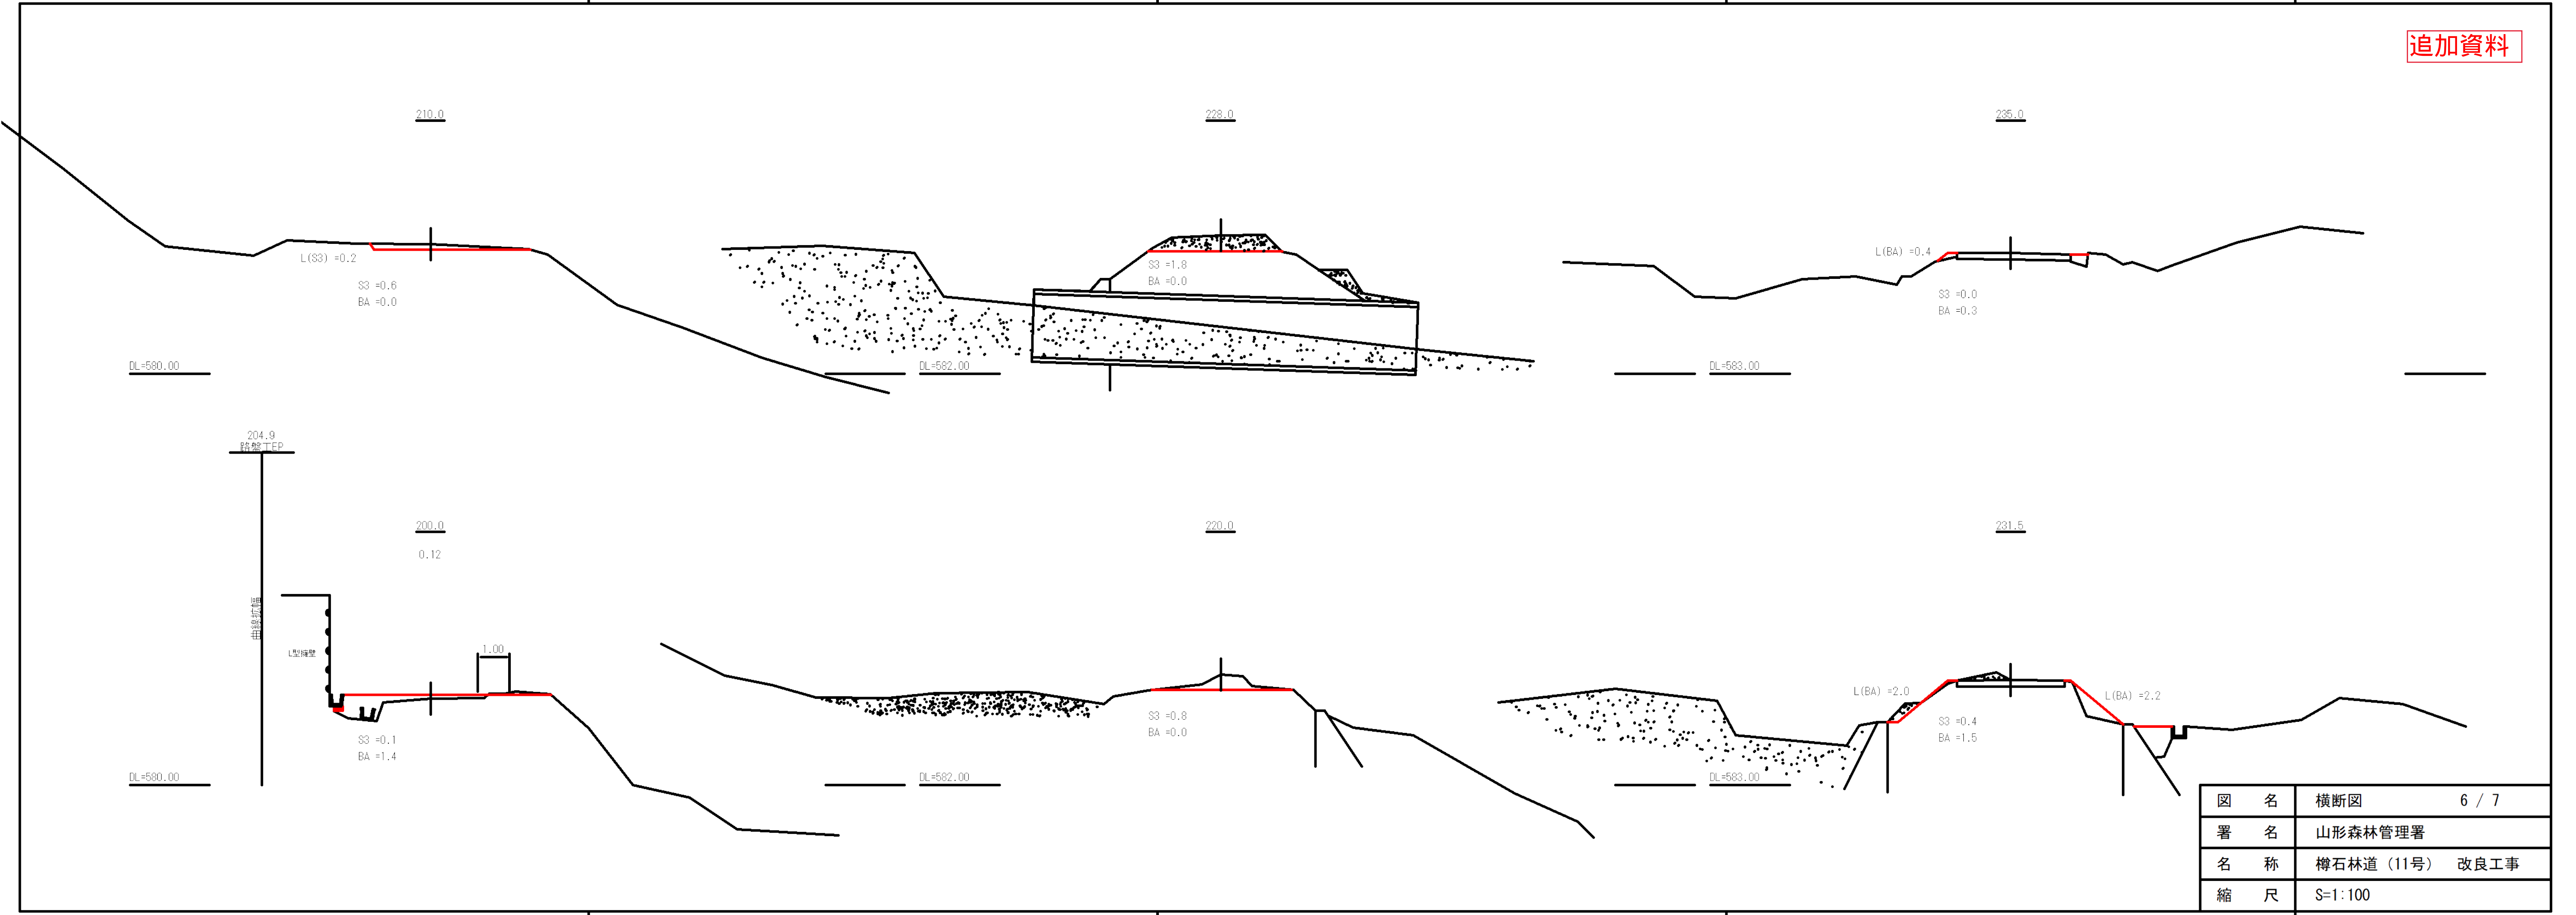 追加資料
210.0
L(S3) =0.2
S3 =0.6
BA =0.0
DL=580.00
228.0
S3 =1.8
BA =0.0
DL=582.00
235.0
L(BA) =0.4
S3 =0.0
BA =0.3
DL=583.00
204.9
路盤工EP
曲線拡幅
L型擁壁
200.0
0.12
1.00
S3 =0.1
BA =1.4
DL=580.00
220.0
S3 =0.8
BA =0.0
DL=582.00
231.5
L(BA) =2.0
L(BA) =2.2
S3 =0.4
BA =1.5
DL=583.00
図 名 横断図 6 / 7
署 名 山形森林管理署
名 称 樽石林道（11号） 改良工事
縮 尺 S=1:100